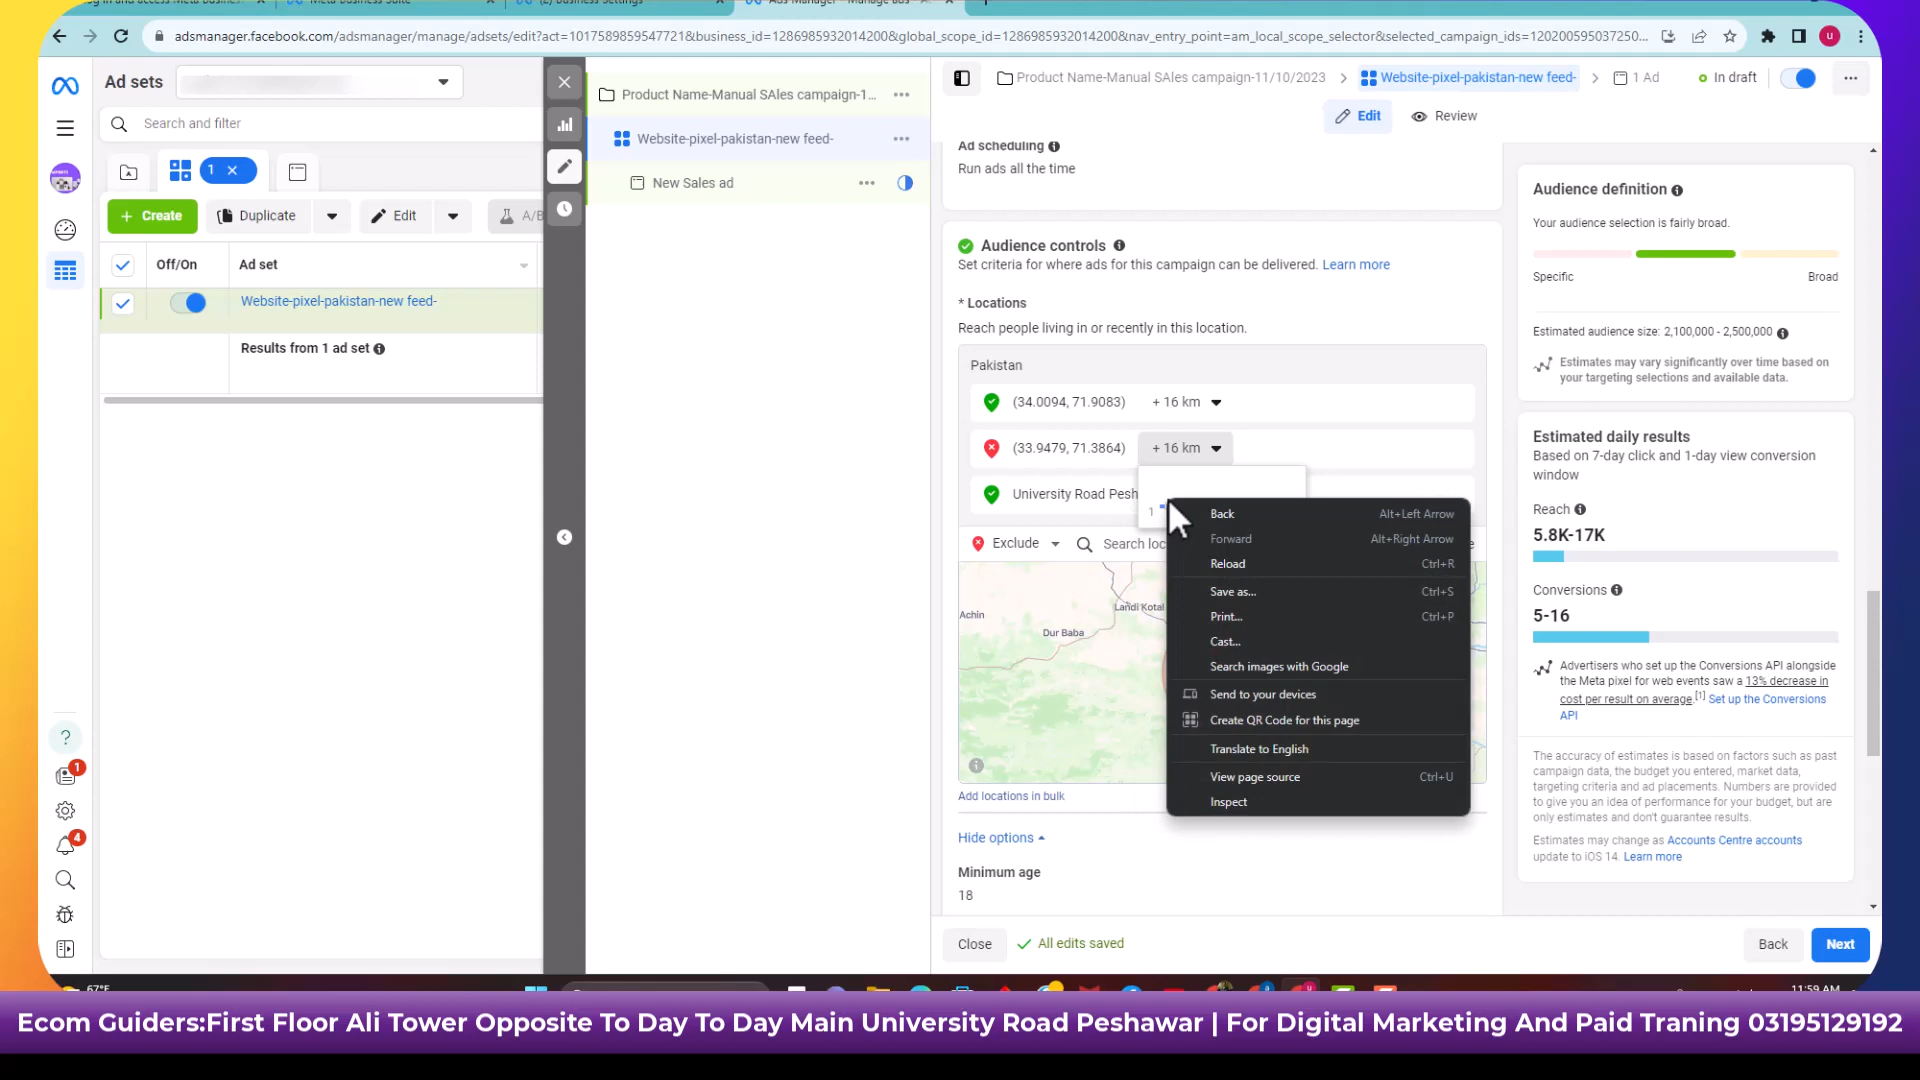 Meta Business Suite
adsmanager.facebook.com/adsmanager/manage/adsets/edit?act=1017589859547721&business_id=1286985932014200&global_scope_id=1286985932014200&nav_entry_point=am_local_scope_selector&selected_campaign_ids=120200595037250...
u
Ad sets
Search and filter
1
Create
Duplicate
Edit
A/B
Off/On
Ad set
Website-pixel-pakistan-new feed-
Results from 1 ad set
1
4
Product Name-Manual SAles campaign-1...
Website-pixel-pakistan-new feed-
New Sales ad
Product Name-Manual SAles campaign-11/10/2023
Website-pixel-pakistan-new feed-
1 Ad
In draft
Edit
Review
Ad scheduling
Run ads all the time
Audience controls
Set criteria for where ads for this campaign can be delivered. Learn more
* Locations
Reach people living in or recently in this location.
Pakistan
(34.0094, 71.9083) + 16 km
(33.9479, 71.3864) + 16 km
University Road Pesh
1
Exclude
Search loc
Achin
Landi Kotal
Dur Baba
Add locations in bulk
Hide options
Minimum age
18
Back Alt+Left Arrow
Forward Alt+Right Arrow
Reload Ctrl+R
Save as... Ctrl+S
Print... Ctrl+P
Cast...
Search images with Google
Send to your devices
Create QR Code for this page
Translate to English
View page source Ctrl+U
Inspect
Audience definition
Your audience selection is fairly broad.
Specific
Broad
Estimated audience size: 2,100,000 - 2,500,000
Estimates may vary significantly over time based on
your targeting selections and available data.
Estimated daily results
Based on 7-day click and 1-day view conversion
window
Reach
5.8K-17K
Conversions
5-16
Advertisers who set up the Conversions API alongside
the Meta pixel for web events saw a 13% decrease in
cost per result on average.[1] Set up the Conversions
API
The accuracy of estimates is based on factors such as past
campaign data, the budget you entered, market data,
targeting criteria and ad placements. Numbers are provided
to give you an idea of performance for your budget, but are
only estimates and don't guarantee results.
Estimates may change as Accounts Centre accounts
update to iOS 14. Learn more
Close
All edits saved
Back
Next
67°F
11:59 AM
Ecom Guiders:First Floor Ali Tower Opposite To Day To Day Main University Road Peshawar | For Digital Marketing And Paid Traning 03195129192